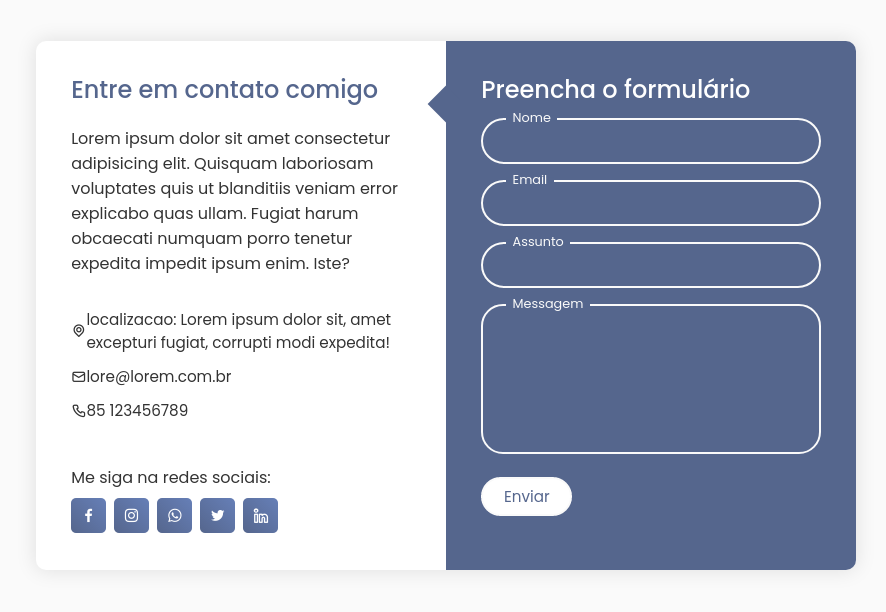 Entre em contato comigo
Lorem ipsum dolor sit amet consectetur
adipisicing elit. Quisquam laboriosam
voluptates quis ut blanditiis veniam error
explicabo quas ullam. Fugiat harum
obcaecati numquam porro tenetur
expedita impedit ipsum enim. Iste?
localizacao: Lorem ipsum dolor sit, amet
excepturi fugiat, corrupti modi expedita!
lore@lorem.com.br
85 123456789
Me siga na redes sociais:
Preencha o formulário
Nome
Email
Assunto
Messagem
Enviar